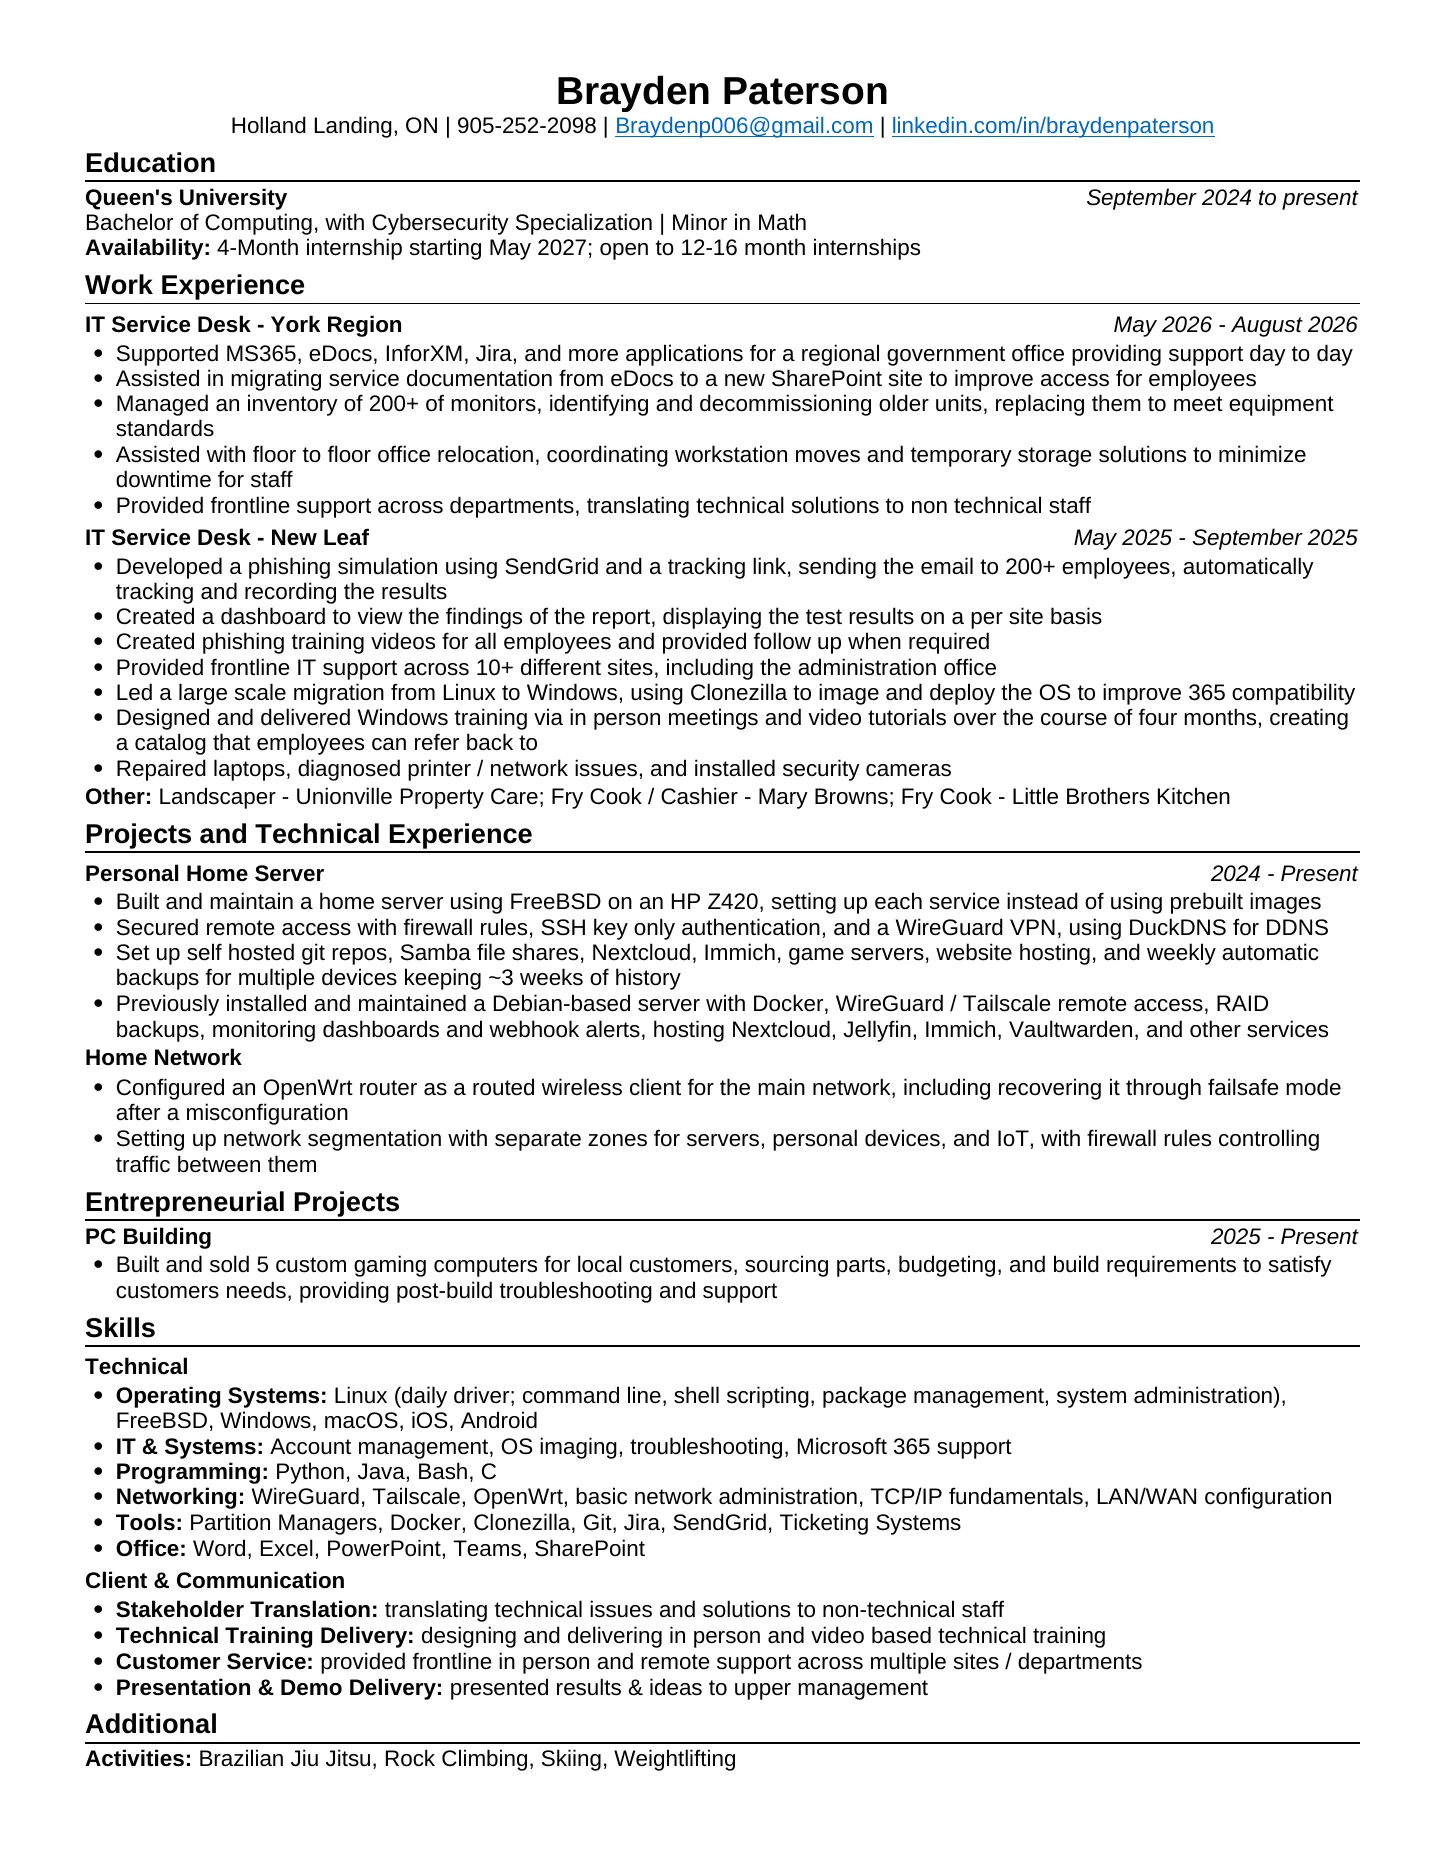 Brayden Paterson
Holland Landing, ON | 905-252-2098 | Braydenp006@gmail.com | linkedin.com/in/braydenpaterson
Education
Queen's University September 2024 to present
Bachelor of Computing, with Cybersecurity Specialization | Minor in Math
Availability: 4-Month internship starting May 2027; open to 12-16 month internships
Work Experience
IT Service Desk - York Region May 2026 - August 2026
• Supported MS365, eDocs, InforXM, Jira, and more applications for a regional government office providing support day to day
• Assisted in migrating service documentation from eDocs to a new SharePoint site to improve access for employees
• Managed an inventory of 200+ of monitors, identifying and decommissioning older units, replacing them to meet equipment
standards
• Assisted with floor to floor office relocation, coordinating workstation moves and temporary storage solutions to minimize
downtime for staff
• Provided frontline support across departments, translating technical solutions to non technical staff
IT Service Desk - New Leaf May 2025 - September 2025
• Developed a phishing simulation using SendGrid and a tracking link, sending the email to 200+ employees, automatically
tracking and recording the results
• Created a dashboard to view the findings of the report, displaying the test results on a per site basis
• Created phishing training videos for all employees and provided follow up when required
• Provided frontline IT support across 10+ different sites, including the administration office
• Led a large scale migration from Linux to Windows, using Clonezilla to image and deploy the OS to improve 365 compatibility
• Designed and delivered Windows training via in person meetings and video tutorials over the course of four months, creating
a catalog that employees can refer back to
• Repaired laptops, diagnosed printer / network issues, and installed security cameras
Other: Landscaper - Unionville Property Care; Fry Cook / Cashier - Mary Browns; Fry Cook - Little Brothers Kitchen
Projects and Technical Experience
Personal Home Server 2024 - Present
• Built and maintain a home server using FreeBSD on an HP Z420, setting up each service instead of using prebuilt images
• Secured remote access with firewall rules, SSH key only authentication, and a WireGuard VPN, using DuckDNS for DDNS
• Set up self hosted git repos, Samba file shares, Nextcloud, Immich, game servers, website hosting, and weekly automatic
backups for multiple devices keeping ~3 weeks of history
• Previously installed and maintained a Debian-based server with Docker, WireGuard / Tailscale remote access, RAID
backups, monitoring dashboards and webhook alerts, hosting Nextcloud, Jellyfin, Immich, Vaultwarden, and other services
Home Network
• Configured an OpenWrt router as a routed wireless client for the main network, including recovering it through failsafe mode
after a misconfiguration
• Setting up network segmentation with separate zones for servers, personal devices, and IoT, with firewall rules controlling
traffic between them
Entrepreneurial Projects
PC Building 2025 - Present
• Built and sold 5 custom gaming computers for local customers, sourcing parts, budgeting, and build requirements to satisfy
customers needs, providing post-build troubleshooting and support
Skills
Technical
• Operating Systems: Linux (daily driver; command line, shell scripting, package management, system administration),
FreeBSD, Windows, macOS, iOS, Android
• IT & Systems: Account management, OS imaging, troubleshooting, Microsoft 365 support
• Programming: Python, Java, Bash, C
• Networking: WireGuard, Tailscale, OpenWrt, basic network administration, TCP/IP fundamentals, LAN/WAN configuration
• Tools: Partition Managers, Docker, Clonezilla, Git, Jira, SendGrid, Ticketing Systems
• Office: Word, Excel, PowerPoint, Teams, SharePoint
Client & Communication
• Stakeholder Translation: translating technical issues and solutions to non-technical staff
• Technical Training Delivery: designing and delivering in person and video based technical training
• Customer Service: provided frontline in person and remote support across multiple sites / departments
• Presentation & Demo Delivery: presented results & ideas to upper management
Additional
Activities: Brazilian Jiu Jitsu, Rock Climbing, Skiing, Weightlifting